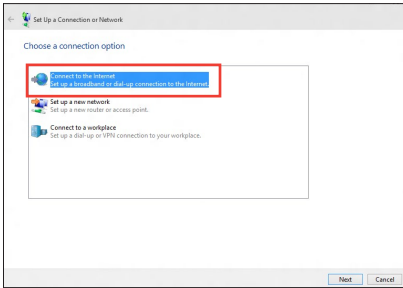 Set Up a Connection or Network
Choose a connection option
Connect to the Internet
Set up a broadband or dial-up connection to the Internet.
Set up a new network
Set up a new router or access point.
Connect to a workplace
Set up a dial-up or VPN connection to your workplace.
Next
Cancel